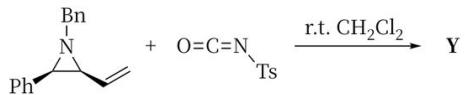 Bn
N
Ph
+
O=C=N
Ts
r.t. CH₂Cl₂
Y